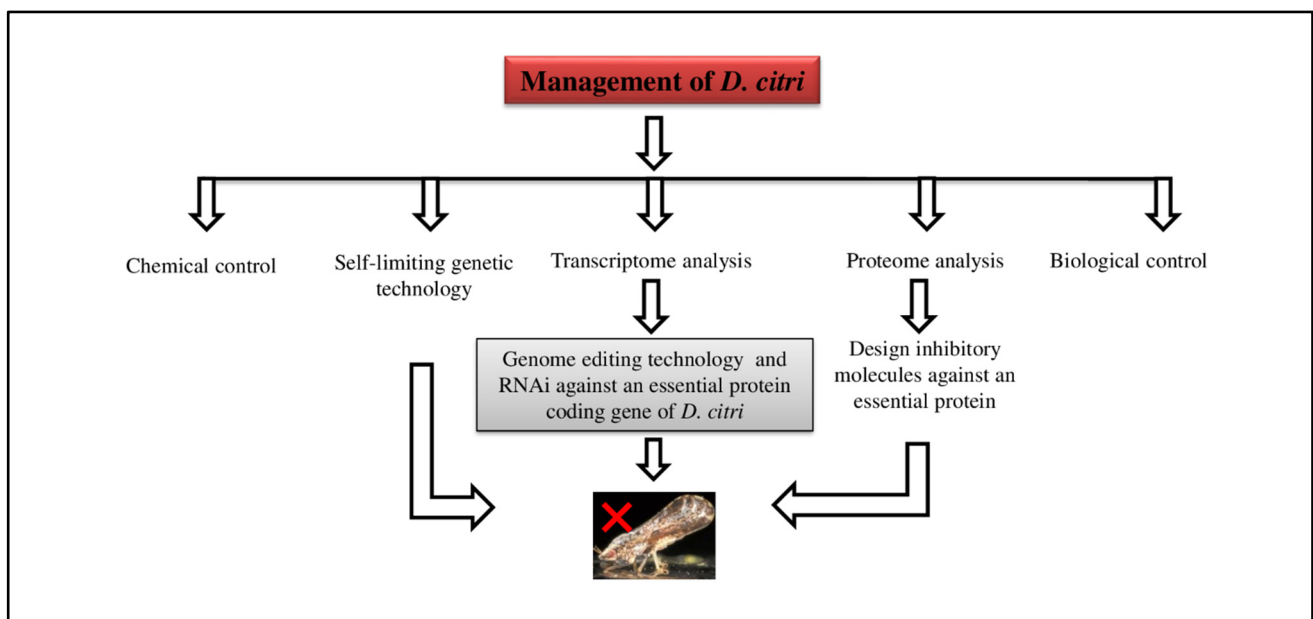 Management of D. citri
Chemical control
Self-limiting genetic
technology
Transcriptome analysis
Proteome analysis
Biological control
Genome editing technology and
RNAi against an essential protein
coding gene of D. citri
Design inhibitory
molecules against an
essential protein